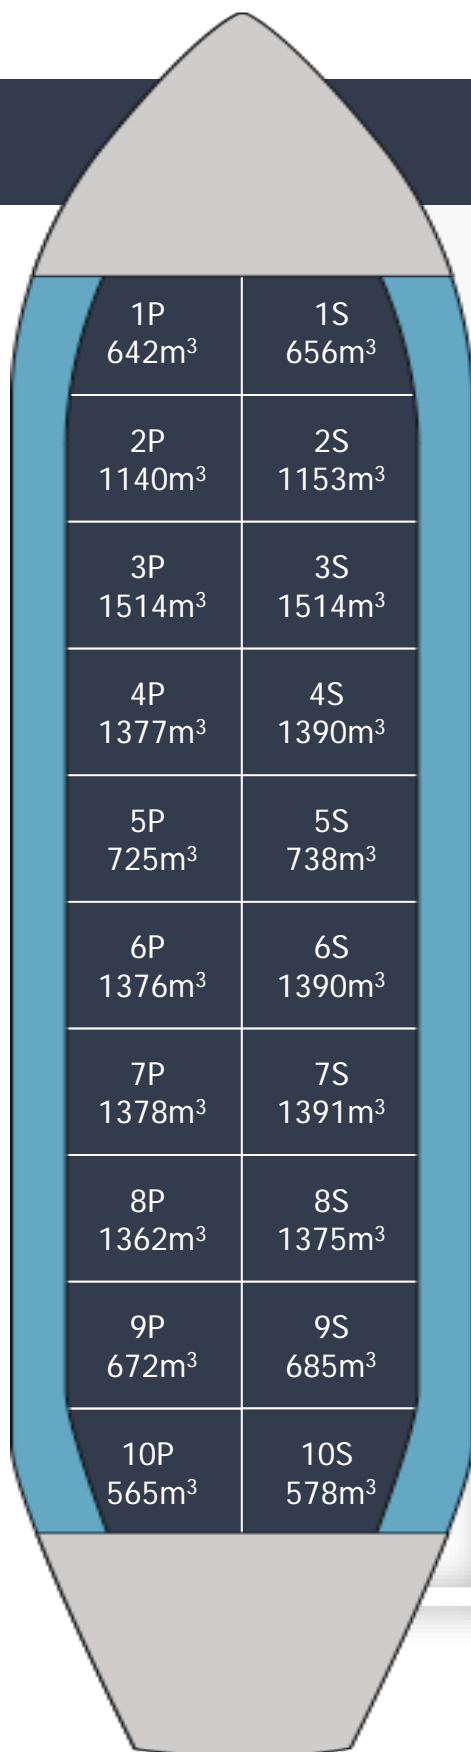 1P
642m³
1S
656m³
2P
1140m³
2S
1153m³
3P
1514m³
3S
1514m³
4P
1377m³
4S
1390m³
5P
725m³
5S
738m³
6P
1376m³
6S
1390m³
7P
1378m³
7S
1391m³
8P
1362m³
8S
1375m³
9P
672m³
9S
685m³
10P
565m³
10S
578m³